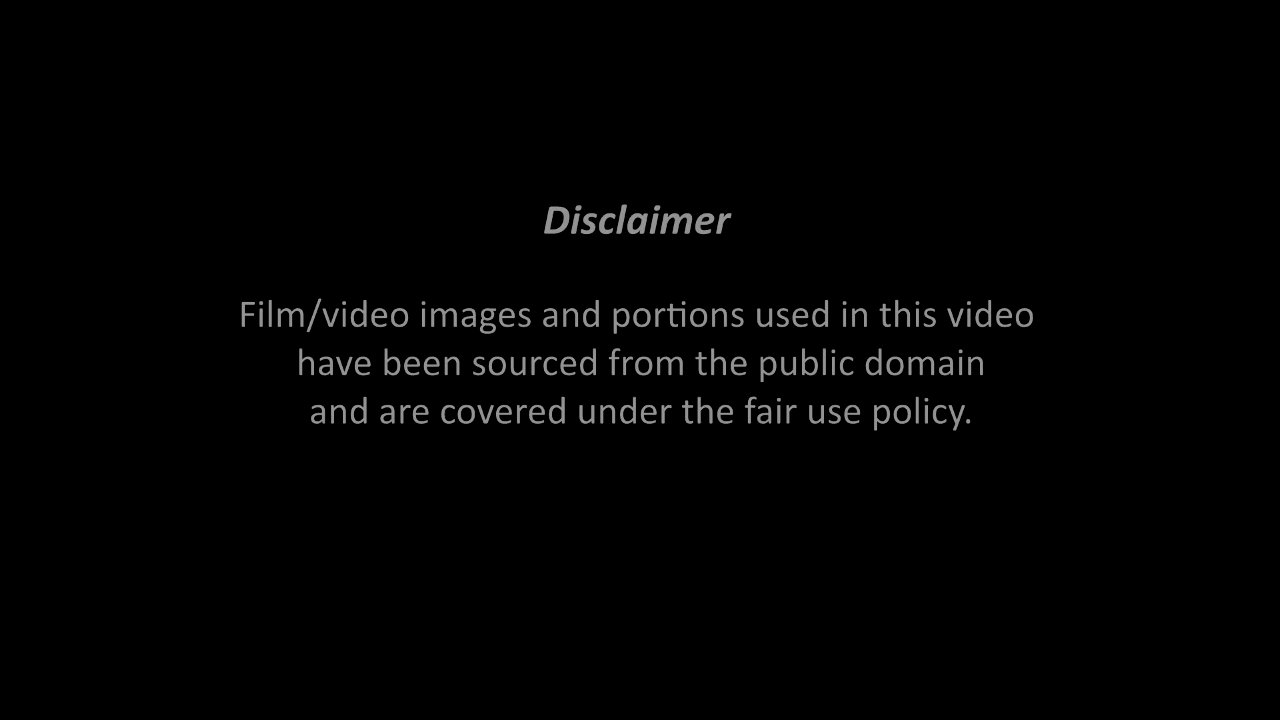 Disclaimer
Film/video images and portions used in this video
have been sourced from the public domain
and are covered under the fair use policy.